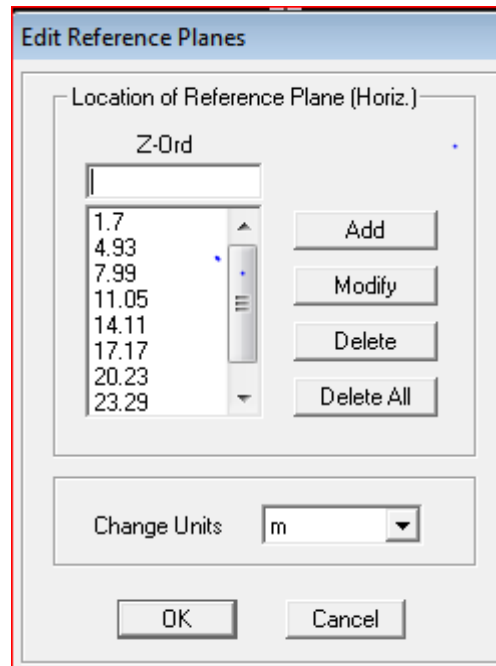 Edit Reference Planes
Location of Reference Plane (Horiz.)
Z-Ord
1.7
4.93
7.99
11.05
14.11
17.17
20.23
23.29
Add
Modify
Delete
Delete All
Change Units
m
OK
Cancel